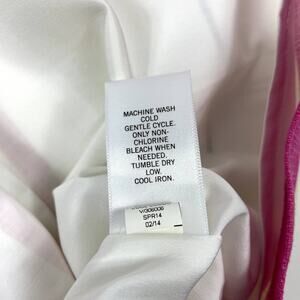 MACHINE WASH
COLD
GENTLE CYCLE.
ONLY NON-
CHLORINE
BLEACH WHEN
NEEDED.
TUMBLE DRY
LOW.
COOL IRON.
SPR14
02/14